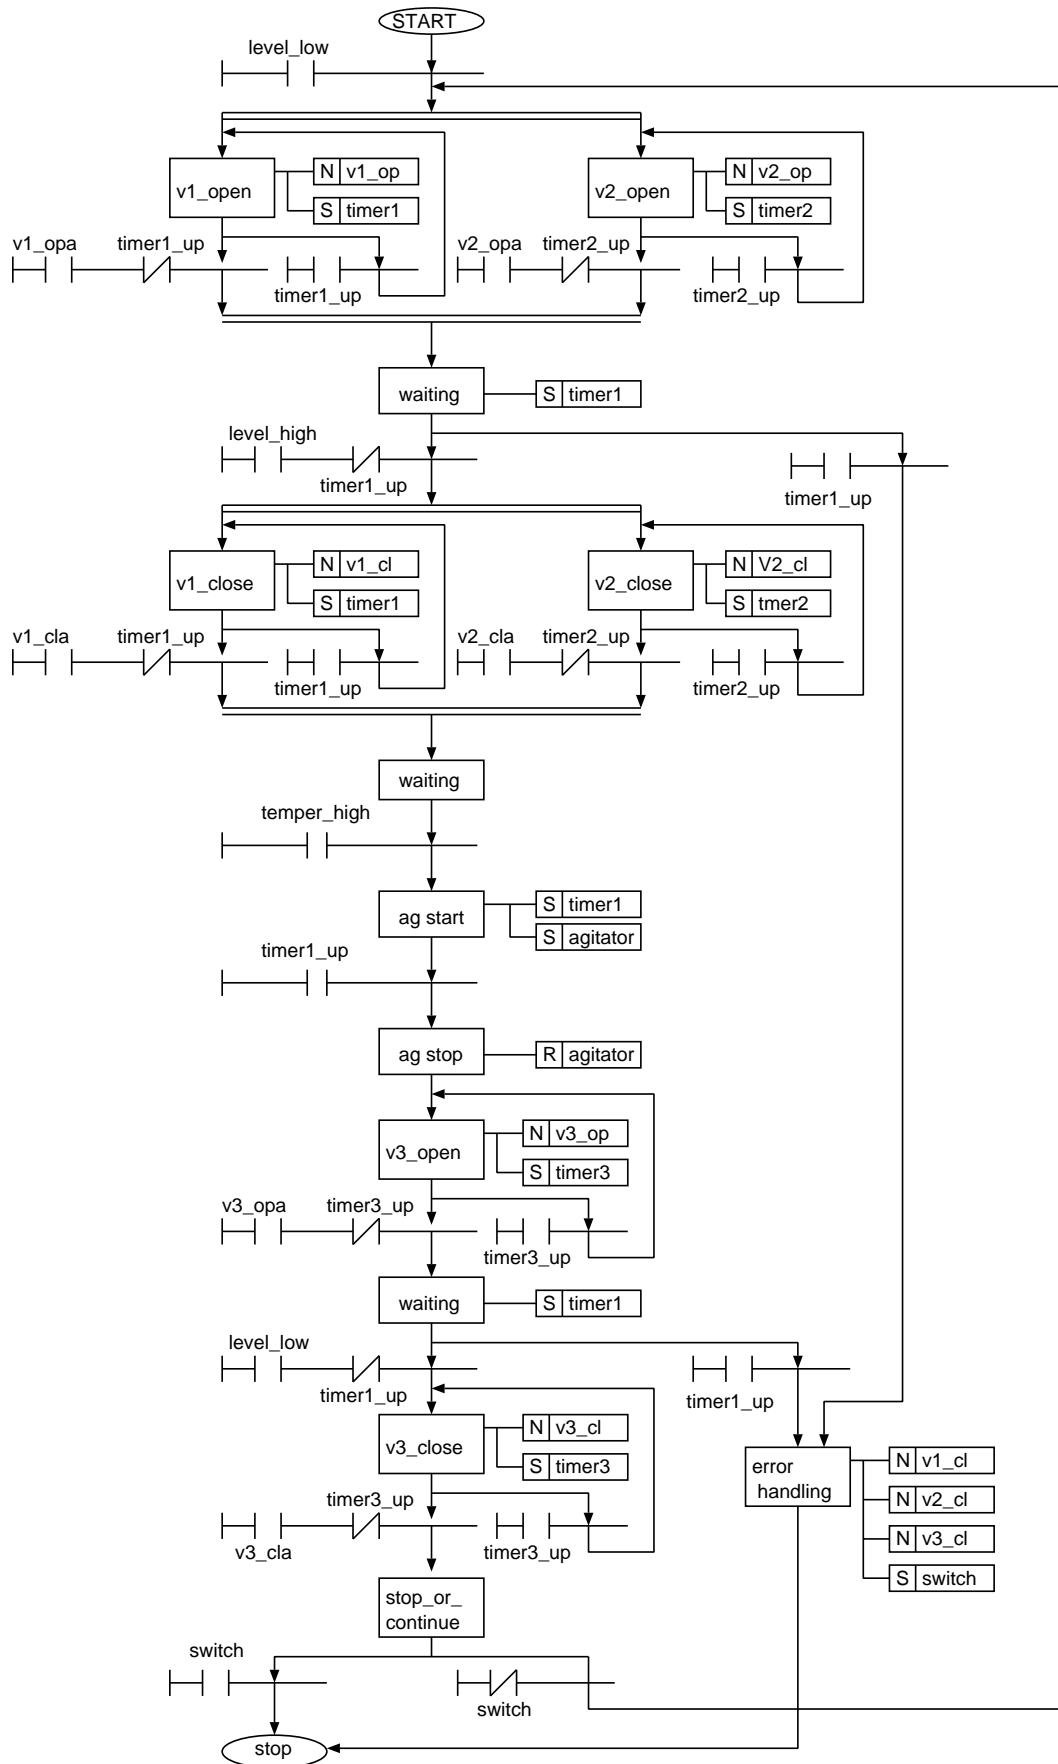 START
level_low
v1_open
N v1_op
S timer1
v2_open
N v2_op
S timer2
v1_opa
timer1_up
timer1_up
v2_opa
timer2_up
timer2_up
waiting
S timer1
level_high
timer1_up
timer1_up
v1_close
N v1_cl
S timer1
v2_close
N V2_cl
S tmer2
v1_cla
timer1_up
timer1_up
v2_cla
timer2_up
timer2_up
waiting
temper_high
ag start
S timer1
S agitator
timer1_up
ag stop
R agitator
v3_open
N v3_op
S timer3
v3_opa
timer3_up
timer3_up
waiting
S timer1
level_low
timer1_up
timer1_up
v3_close
N v3_cl
S timer3
error
handling
N v1_cl
N v2_cl
N v3_cl
S switch
timer3_up
v3_cla
timer3_up
stop_or_
continue
switch
switch
stop